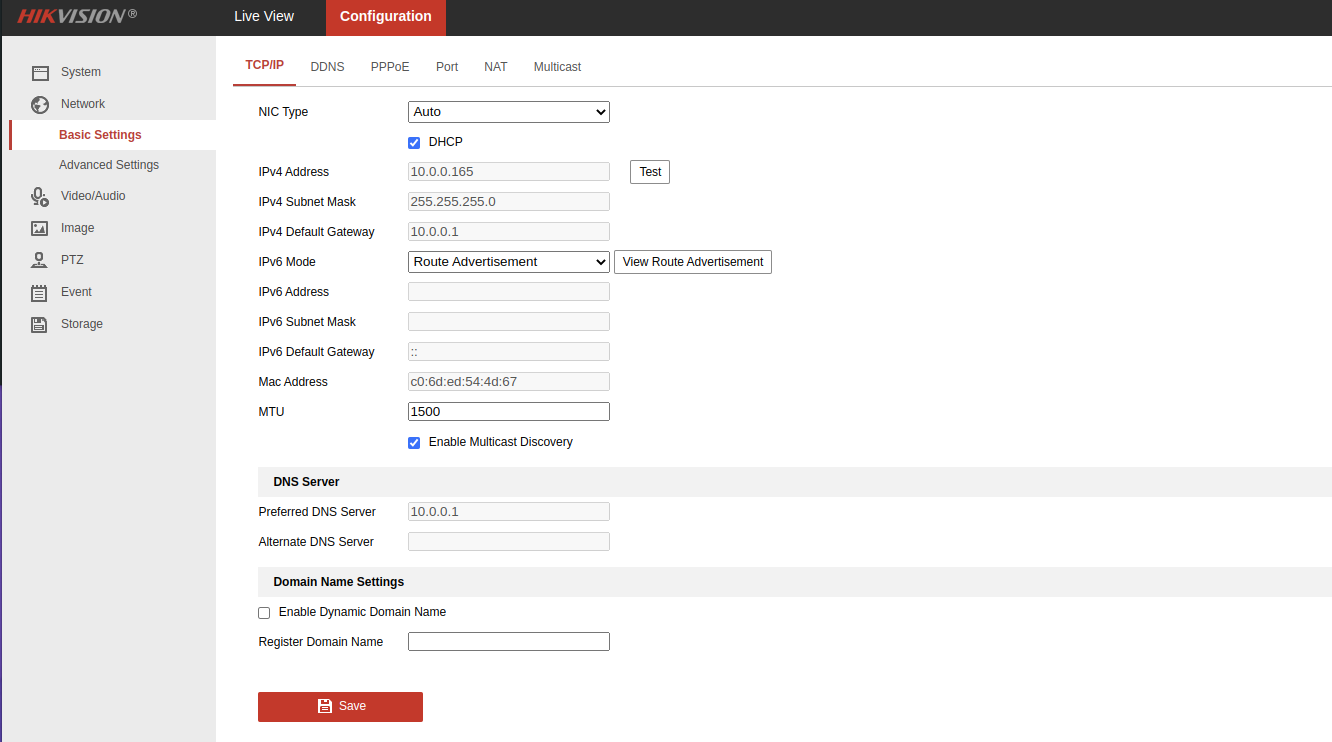 HIKVISION® Live View Configuration
System
Network
Basic Settings
Advanced Settings
Video/Audio
Image
PTZ
Event
Storage
TCP/IP DDNS PPPoE Port NAT Multicast
NIC Type Auto
DHCP
IPv4 Address 10.0.0.165 Test
IPv4 Subnet Mask 255.255.255.0
IPv4 Default Gateway 10.0.0.1
IPv6 Mode Route Advertisement View Route Advertisement
IPv6 Address
IPv6 Subnet Mask
IPv6 Default Gateway ::
Mac Address c0:6d:ed:54:4d:67
MTU 1500
Enable Multicast Discovery
DNS Server
Preferred DNS Server 10.0.0.1
Alternate DNS Server
Domain Name Settings
Enable Dynamic Domain Name
Register Domain Name
Save